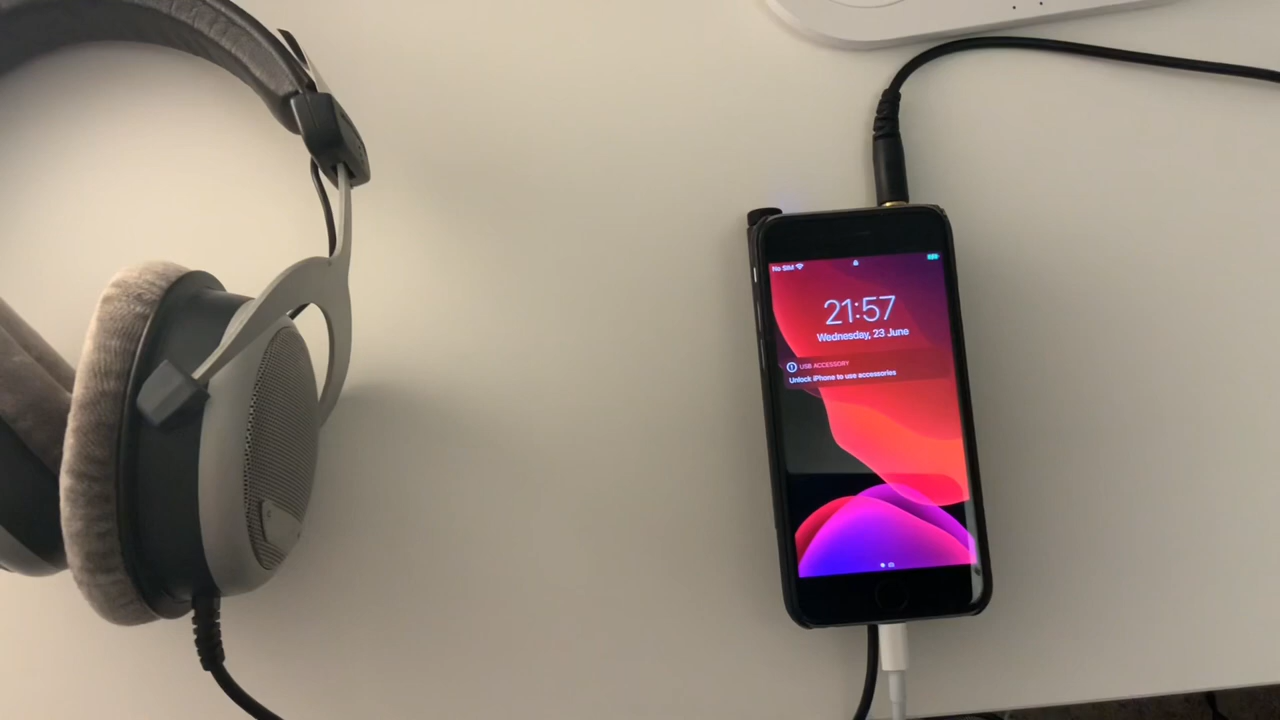 No SIM
21:57
Wednesday, 23 June
USB ACCESSORY
Unlock iPhone to use accessories